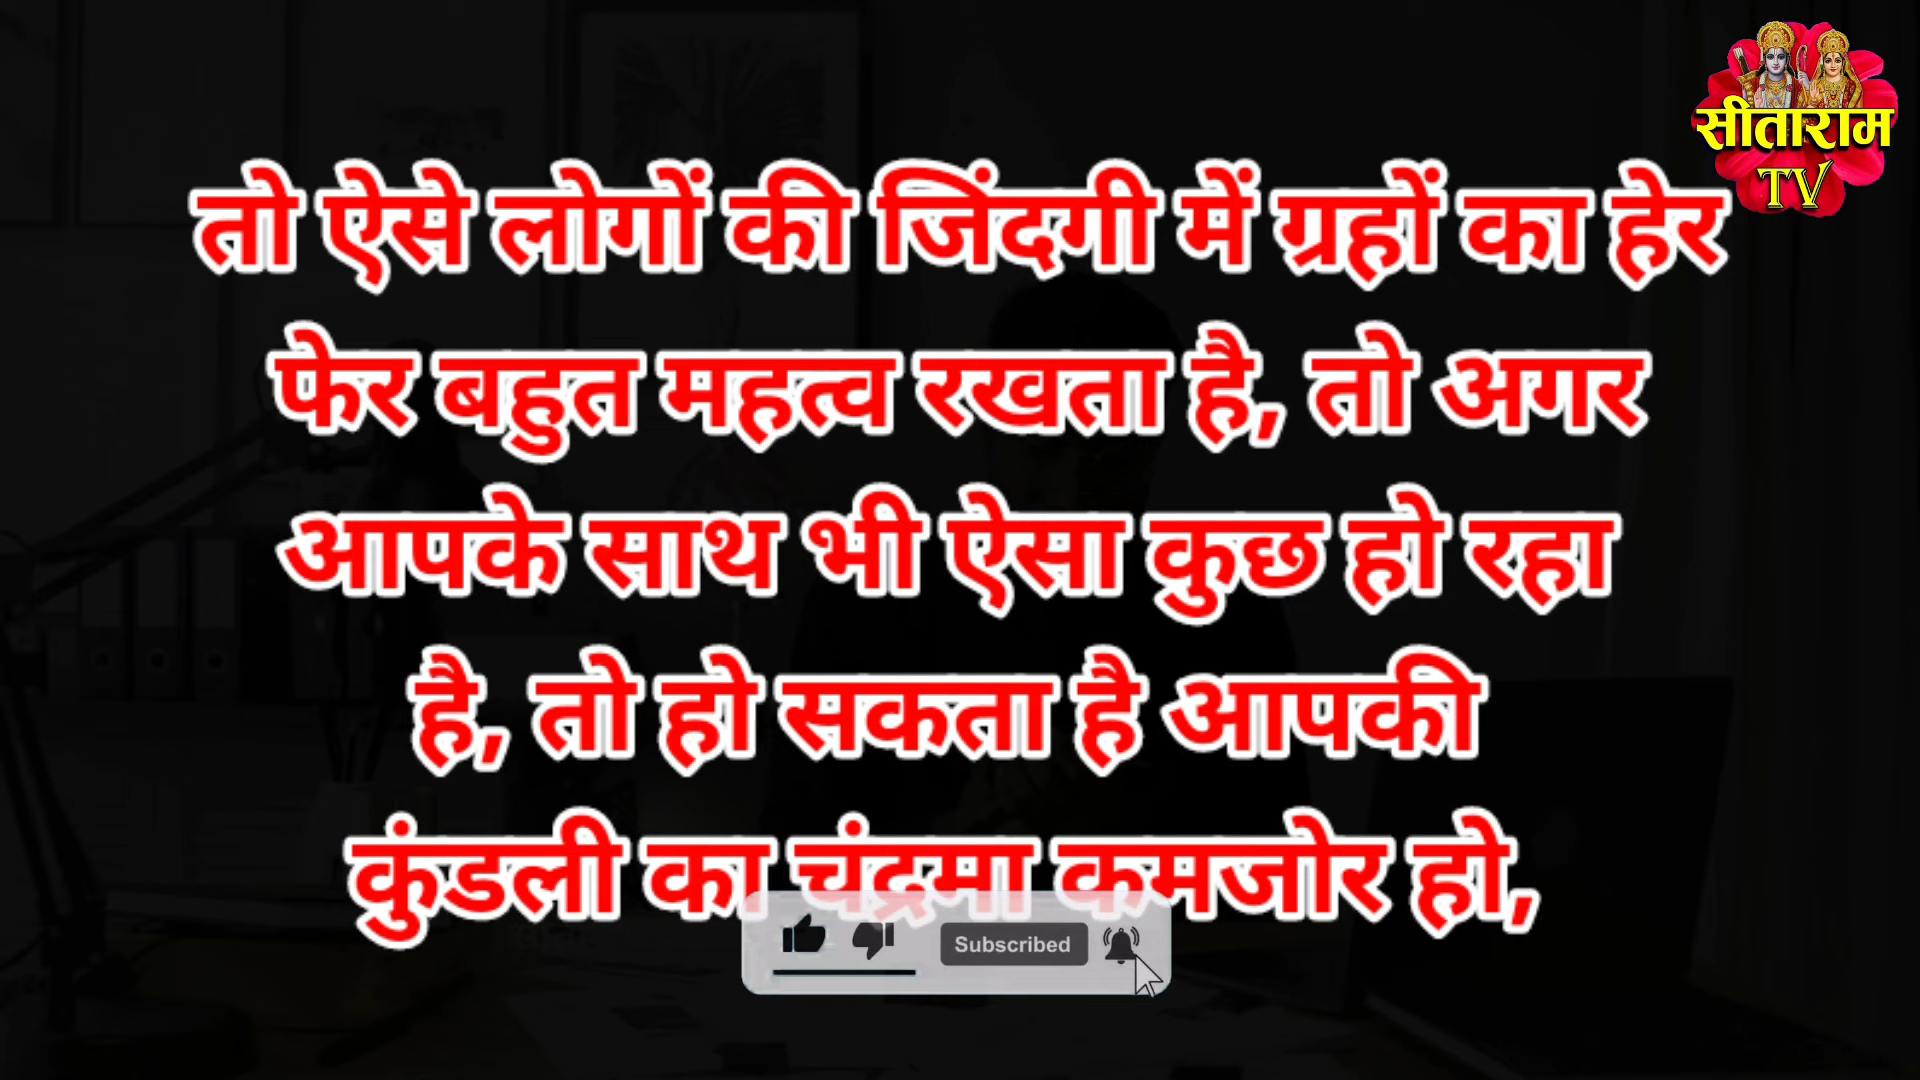 सीताराम
TV
तो ऐसे लोगों की जिंदगी में ग्रहों का हेर
फेर बहुत महत्व रखता है, तो अगर
आपके साथ भी ऐसा कुछ हो रहा
है, तो हो सकता है आपकी
कुंडली का चंद्रमा कमजोर हो,
Subscribed